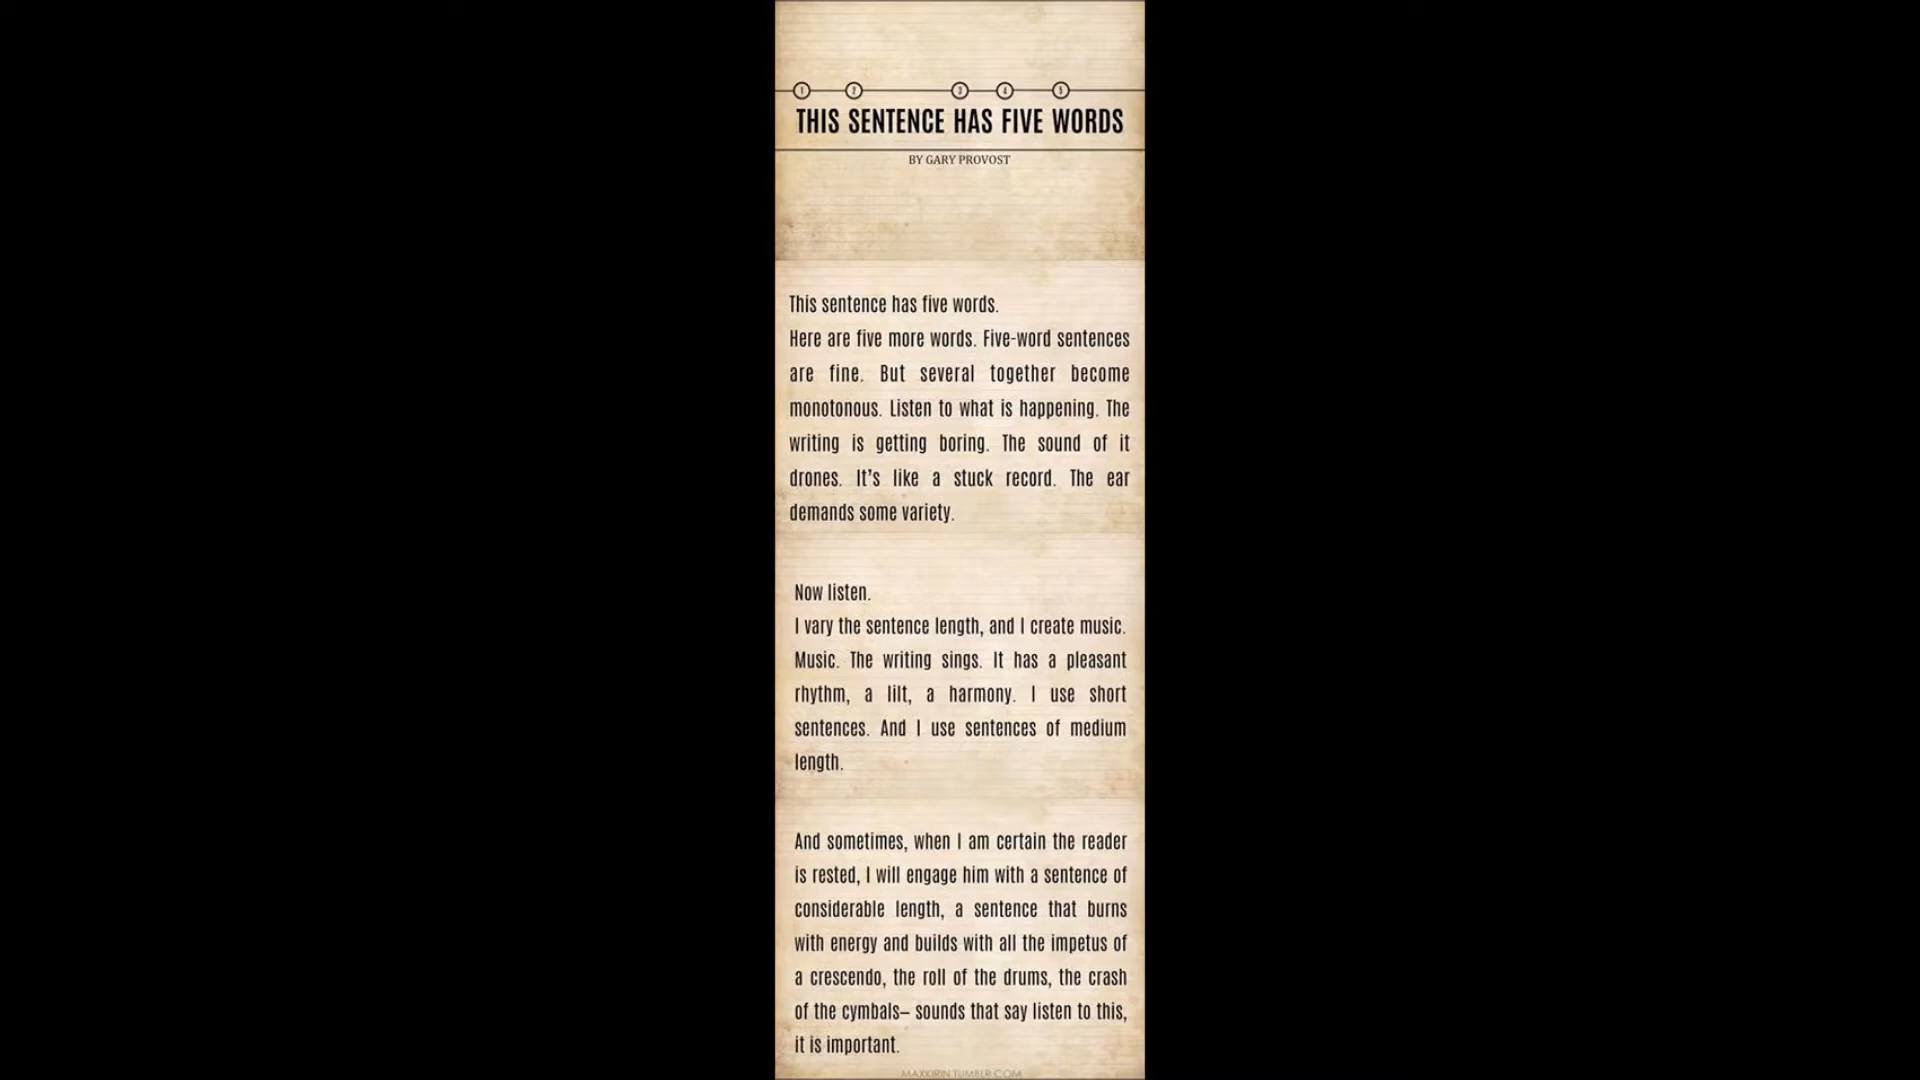 1 2 3 4 5
THIS SENTENCE HAS FIVE WORDS
BY GARY PROVOST
This sentence has five words.
Here are five more words. Five-word sentences
are fine. But several together become
monotonous. Listen to what is happening. The
writing is getting boring. The sound of it
drones. It’s like a stuck record. The ear
demands some variety.
Now listen.
I vary the sentence length, and I create music.
Music. The writing sings. It has a pleasant
rhythm, a lilt, a harmony. I use short
sentences. And I use sentences of medium
length.
And sometimes, when I am certain the reader
is rested, I will engage him with a sentence of
considerable length, a sentence that burns
with energy and builds with all the impetus of
a crescendo, the roll of the drums, the crash
of the cymbals– sounds that say listen to this,
it is important.
MAXKIRIN.TUMBER.COM